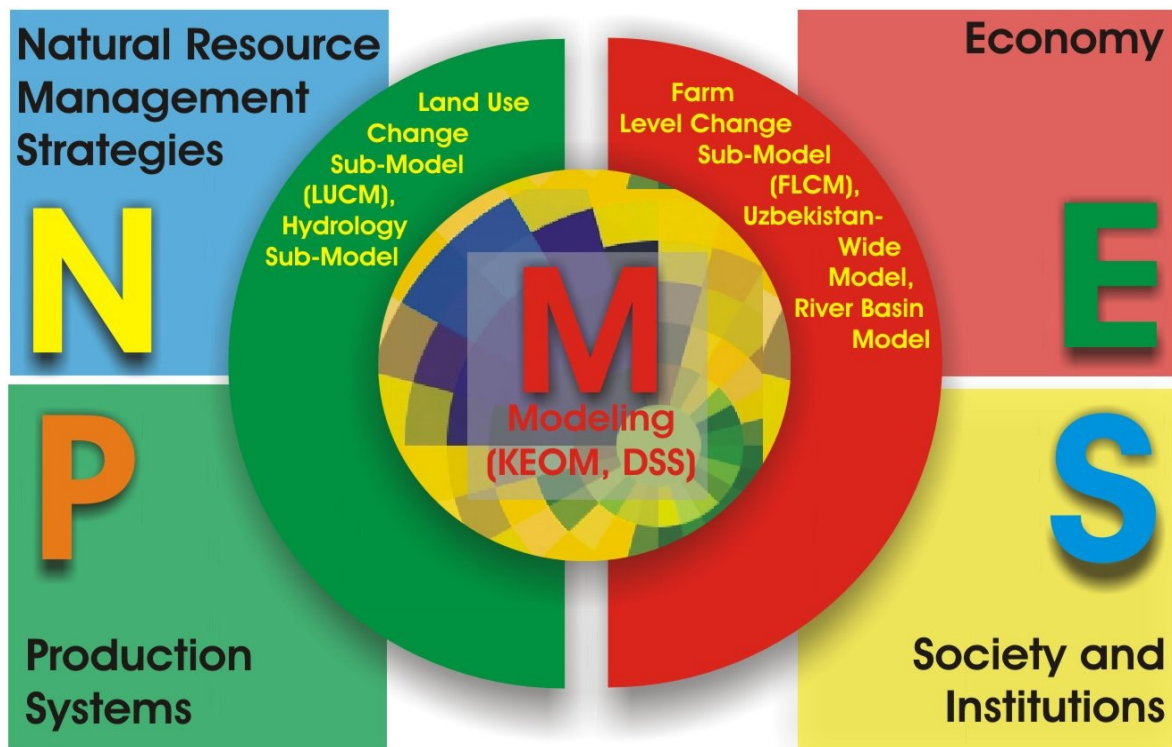 Natural Resource
Management
Strategies
N
Land Use
Change
Sub-Model
(LUCM),
Hydrology
Sub-Model
Farm
Level Change
Sub-Model
(FLCM),
Uzbekistan-
Wide
Model,
River Basin
Model
Economy
E
M
Modeling
(KEOM, DSS)
P
Production
Systems
S
Society and
Institutions